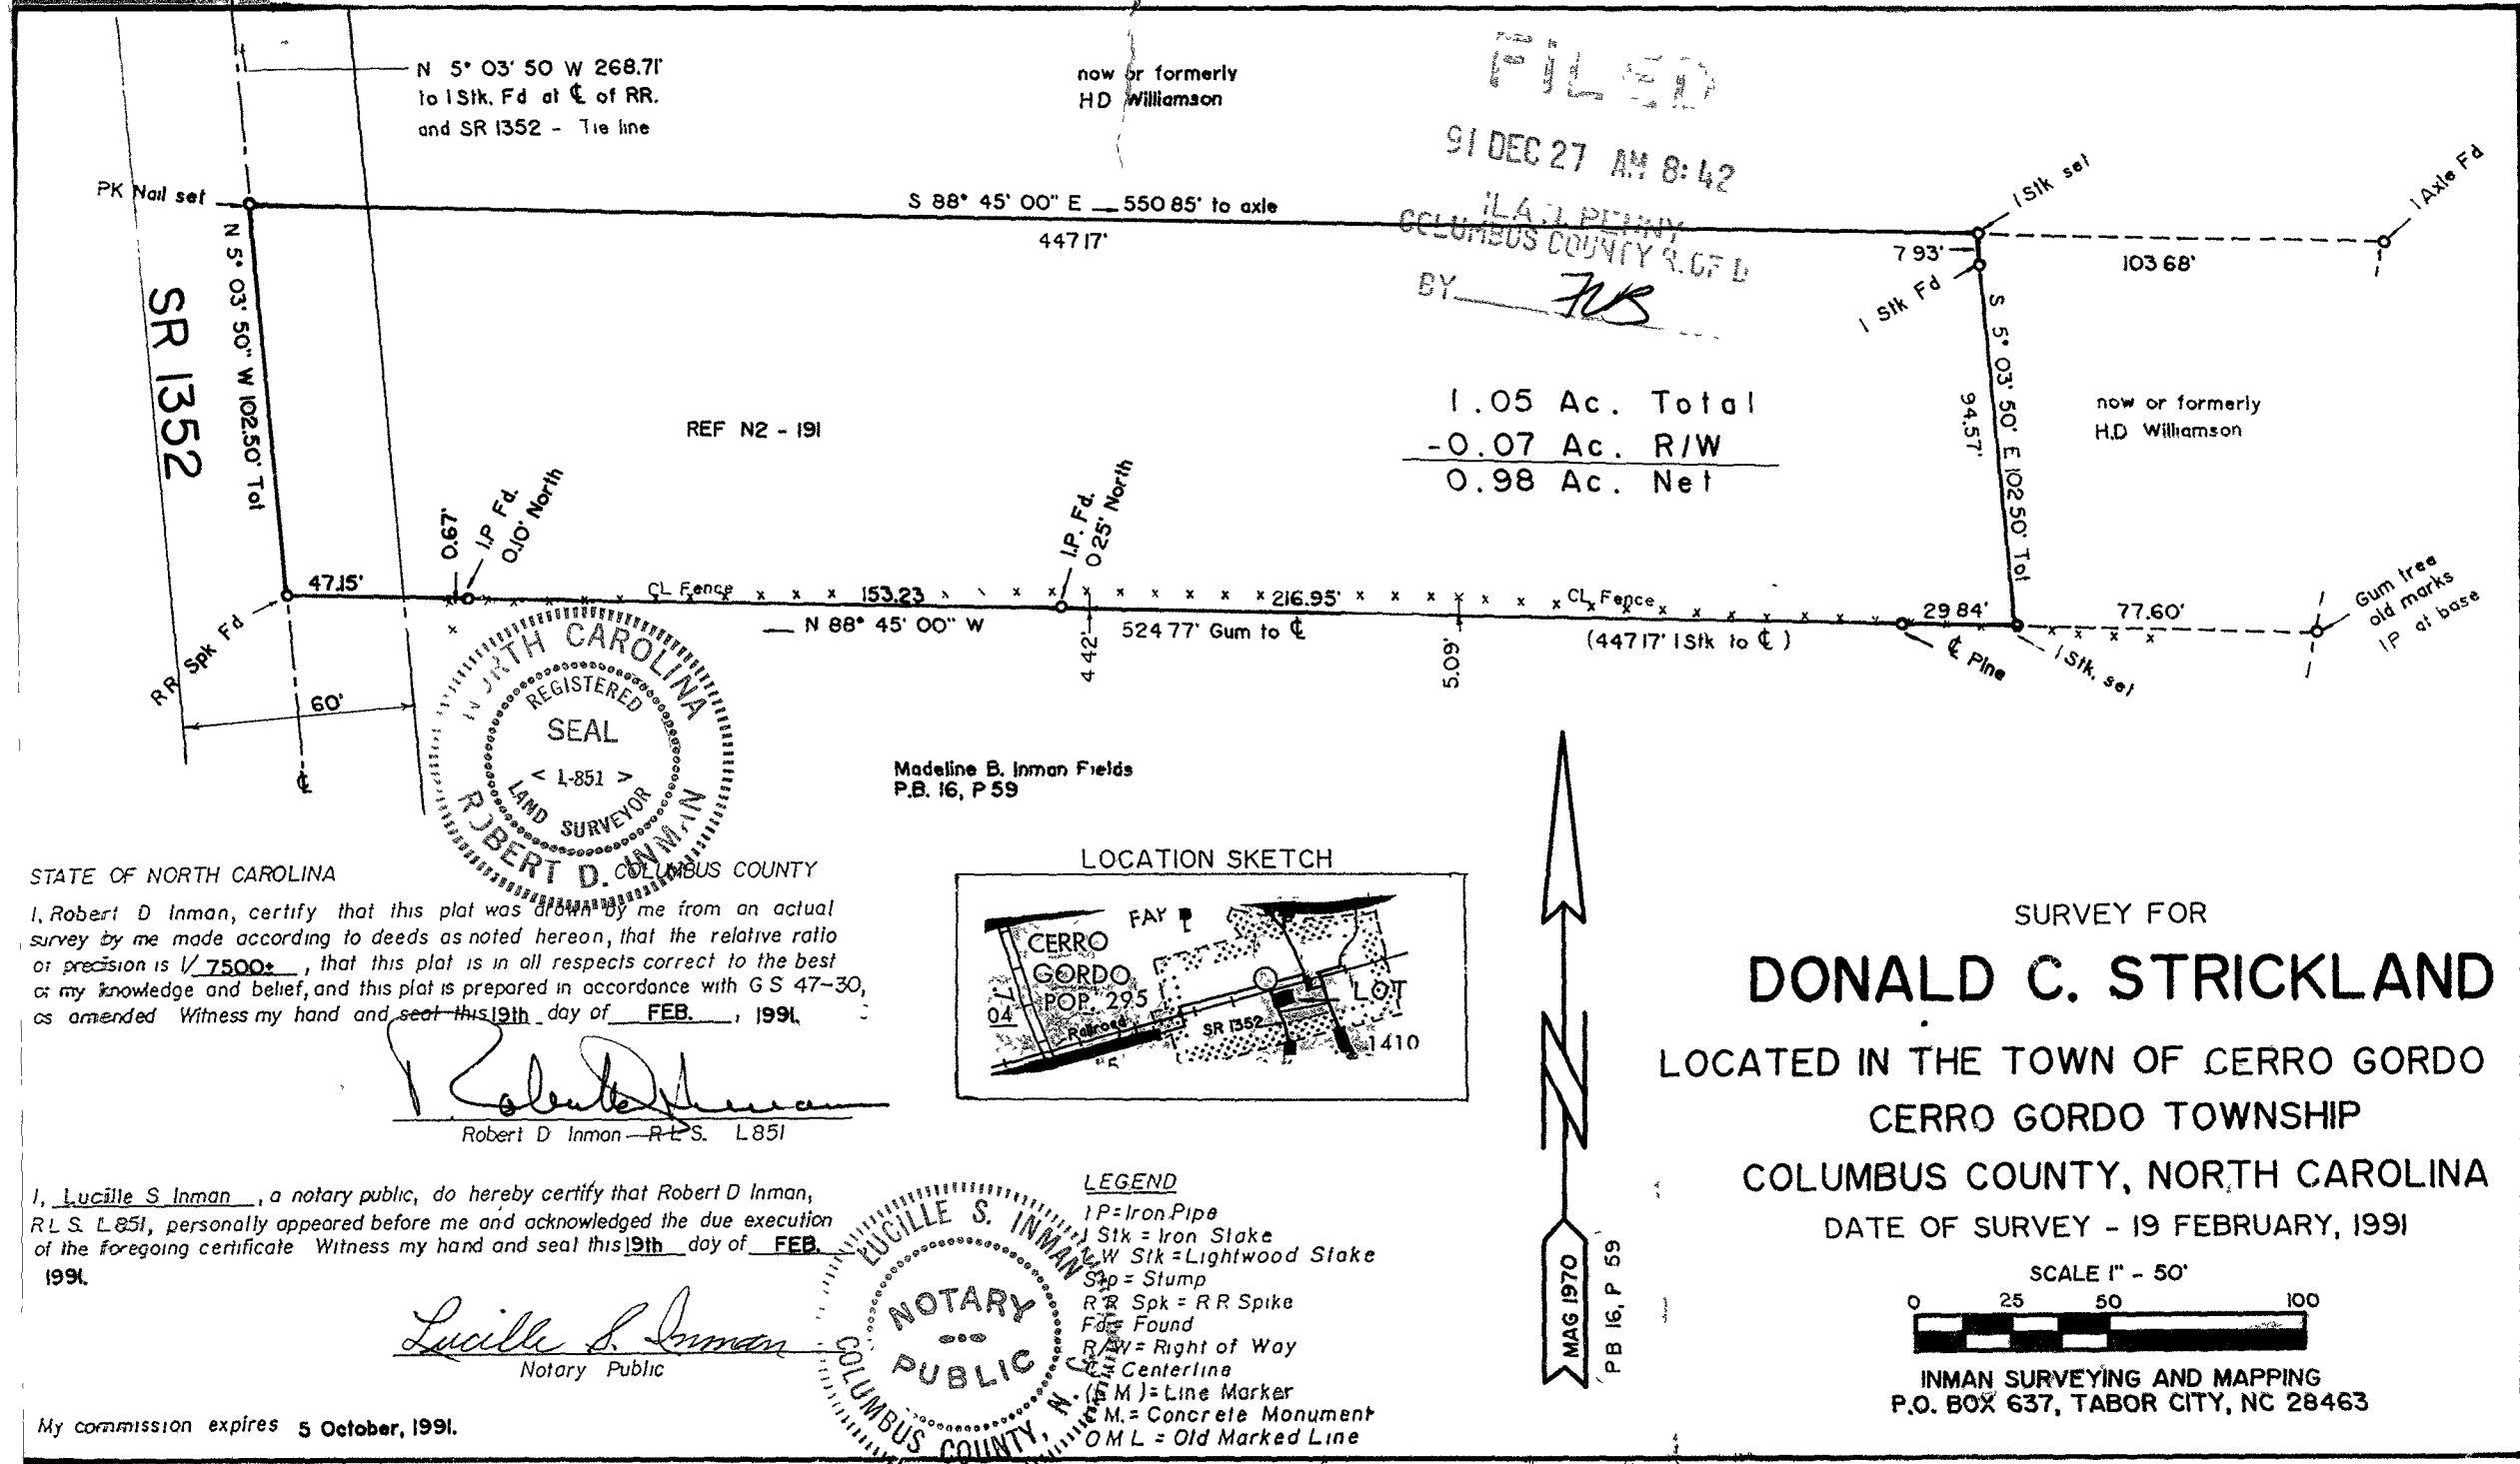 N 5° 03' 50 W 268.71'
to I Stk. Fd at ℄ of RR.
and SR 1352 - Tie line
now or formerly
HD Williamson
FILED
91 DEC 27 AM 8:42
PENNY
COLUMBUS COUNTY R. OF D
BY
PK Nail set
S 88° 45' 00" E 550 85' to axle
447 17'
I Stk set
I Axle Fd
7 93'
103 68'
I Stk Fd
SR 1352
N 5° 03' 50" W 102.50' Tot
S 5° 03' 50' E 102 50' Tot
94.57'
now or formerly
H.D Williamson
REF N2 - 191
1.05 Ac. Total
-0.07 Ac. R/W
0.98 Ac. Net
0.67'
I.P Fd.
0.10' North
I.P. Fd.
0 25' North
47.15'
CL Fence
153.23
216.95'
CL Fence
29 84'
77.60'
Gum tree
old marks
I P at base
N 88° 45' 00" W
4 42'
524 77' Gum to ℄
5.09'
(447 17' I Stk to ℄)
℄ Pine
I Stk. set
RR Spk Fd
60'
℄
NORTH CAROLINA
REGISTERED
SEAL
< L-851 >
LAND SURVEYOR
ROBERT D. INMAN
Madeline B. Inman Fields
P.B. 16, P 59
STATE OF NORTH CAROLINA COLUMBUS COUNTY
I, Robert D Inman, certify that this plat was drawn by me from an actual
survey by me made according to deeds as noted hereon, that the relative ratio
of precision is 1/ 7500+ , that this plat is in all respects correct to the best
of my knowledge and belief, and this plat is prepared in accordance with G S 47-30,
as amended Witness my hand and seal this 19th day of FEB. , 1991.
Robert D Inman
Robert D Inman R L S. L 851
I, Lucille S Inman , a notary public, do hereby certify that Robert D Inman,
R L S. L 851, personally appeared before me and acknowledged the due execution
of the foregoing certificate Witness my hand and seal this 19th day of FEB.
1991.
Lucille S. Inman
Notary Public
My commission expires 5 October, 1991.
LUCILLE S. INMAN
NOTARY
PUBLIC
COLUMBUS COUNTY, N. C.
LOCATION SKETCH
FAY
CERRO
GORDO
POP. 295
04
Railroad
SR 1352
LOT
1410
LEGEND
I P = Iron Pipe
I Stk = Iron Stake
L W Stk = Lightwood Stake
Stp = Stump
R R Spk = R R Spike
Fd = Found
R/W = Right of Way
℄ = Centerline
(L M ) = Line Marker
C M. = Concrete Monument
O M L = Old Marked Line
MAG 1970
PB 16, P 59
SURVEY FOR
DONALD C. STRICKLAND
LOCATED IN THE TOWN OF CERRO GORDO
CERRO GORDO TOWNSHIP
COLUMBUS COUNTY, NORTH CAROLINA
DATE OF SURVEY - 19 FEBRUARY, 1991
SCALE 1" - 50'
0 25 50 100
INMAN SURVEYING AND MAPPING
P.O. BOX 637, TABOR CITY, NC 28463